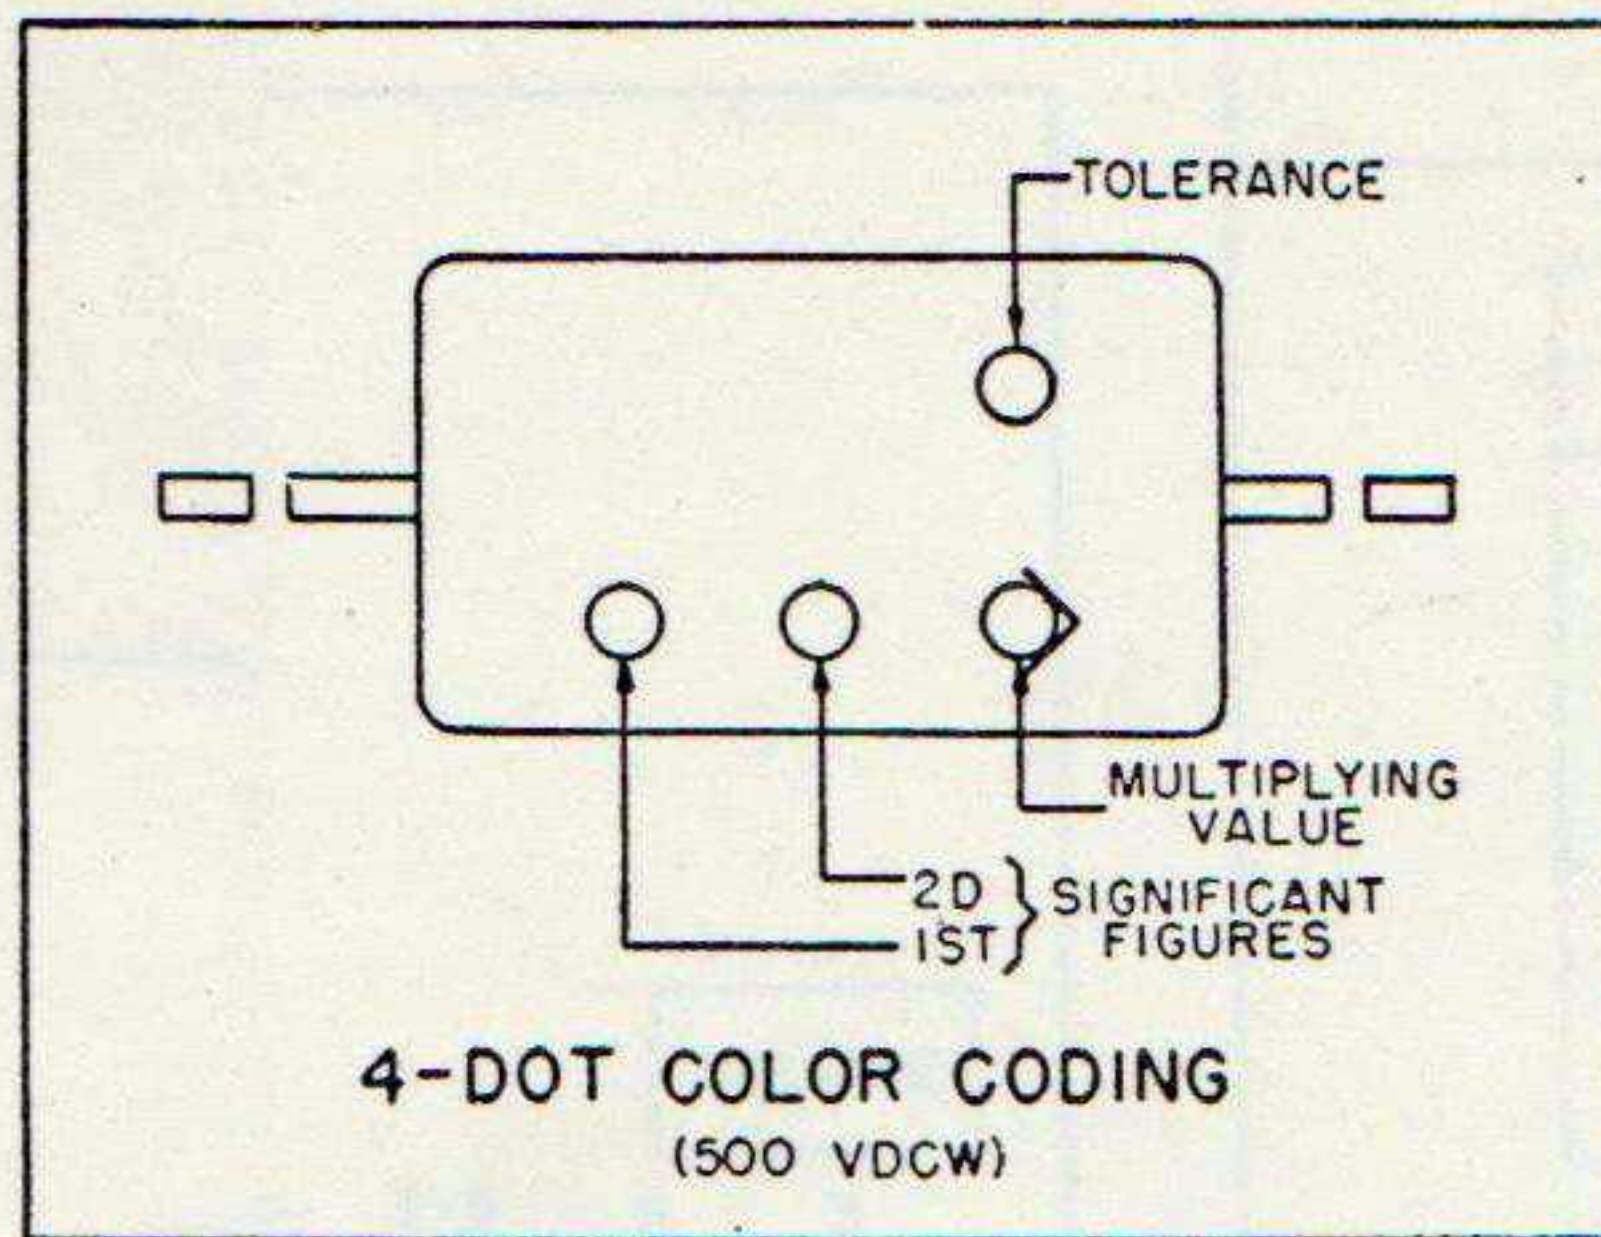 TOLERANCE
MULTIPLYING
VALUE
2D
1ST
SIGNIFICANT
FIGURES
4-DOT COLOR CODING
(500 VDCW)